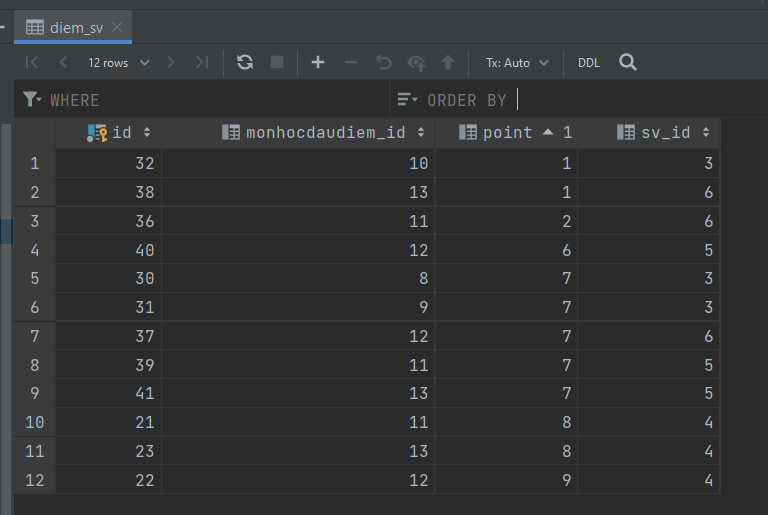 diem_sv
12 rows Tx: Auto DDL
WHERE ORDER BY
id monhocdaudiem_id point 1 sv_id
1 32 10 1 3
2 38 13 1 6
3 36 11 2 6
4 40 12 6 5
5 30 8 7 3
6 31 9 7 3
7 37 12 7 6
8 39 11 7 5
9 41 13 7 5
10 21 11 8 4
11 23 13 8 4
12 22 12 9 4